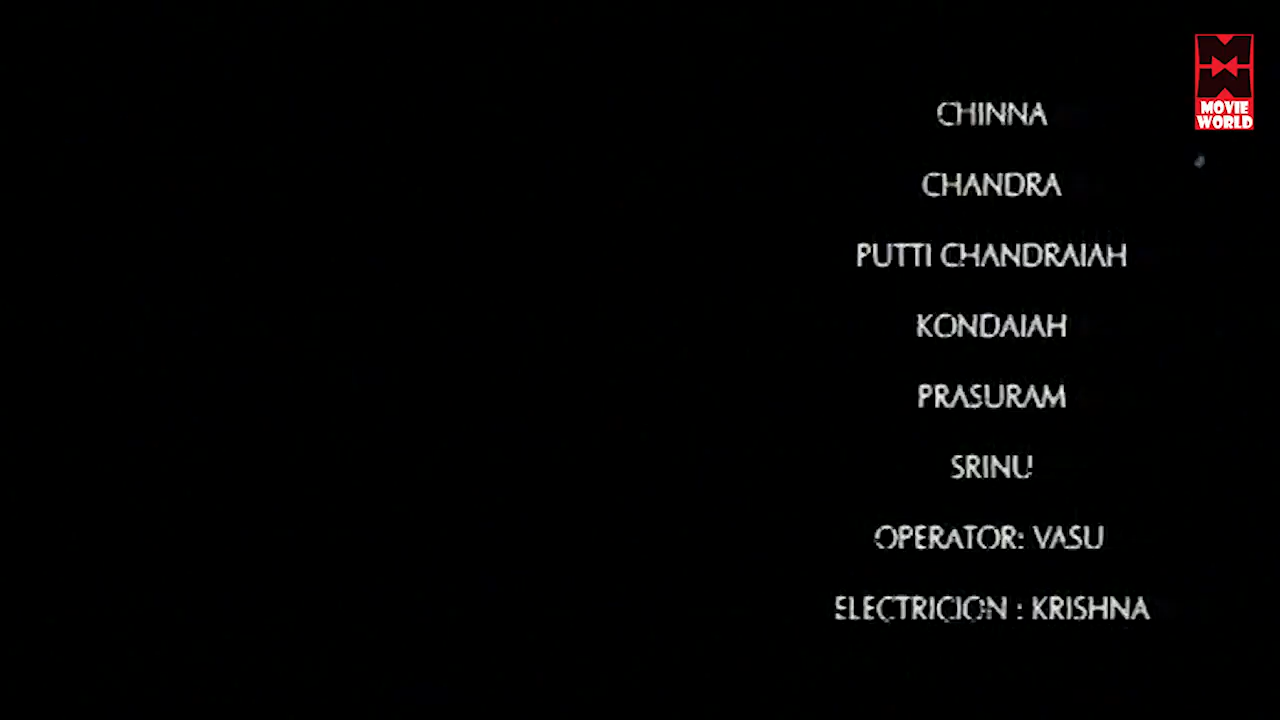 MOVIE
WORLD
CHINNA
CHANDRA
PUTTI CHANDRAIAH
KONDAIAH
PRASURAM
SRINU
OPERATOR: VASU
ELECTRICION : KRISHNA